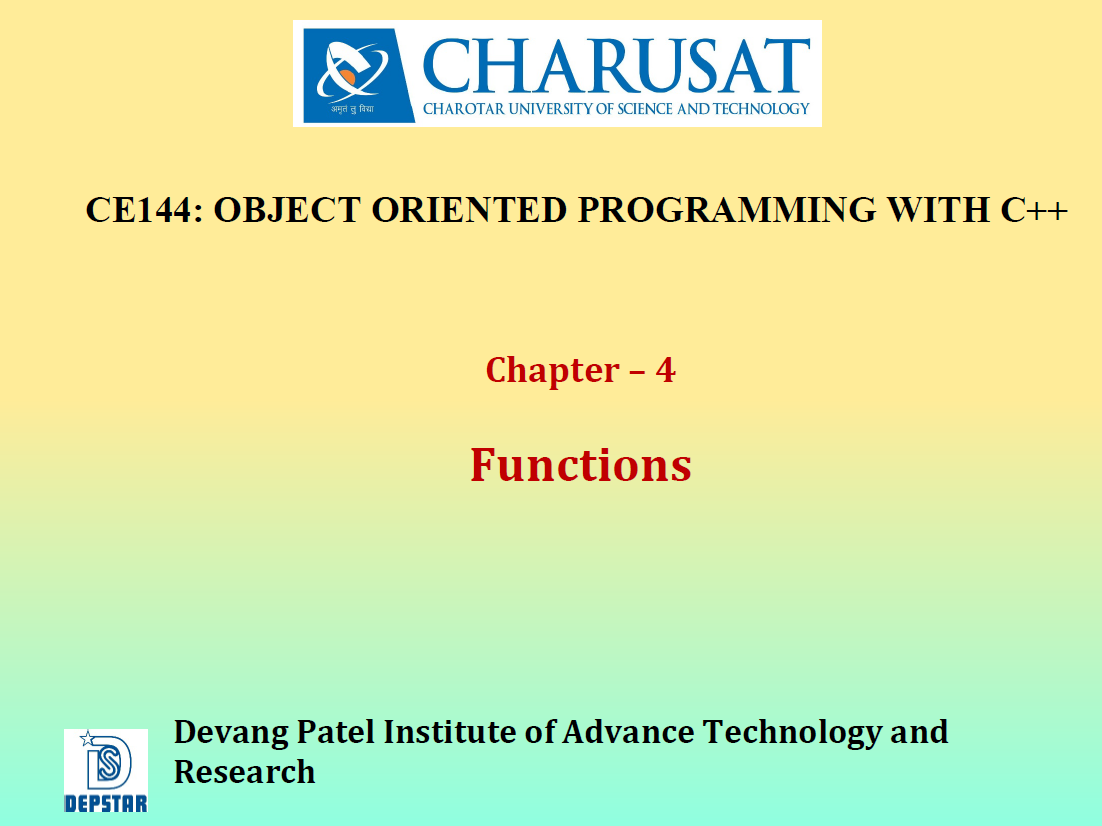 CHARUSAT
अमृतं तु विद्या
CHAROTAR UNIVERSITY OF SCIENCE AND TECHNOLOGY
CE144: OBJECT ORIENTED PROGRAMMING WITH C++
Chapter – 4
Functions
Devang Patel Institute of Advance Technology and
Research
DEPSTAR